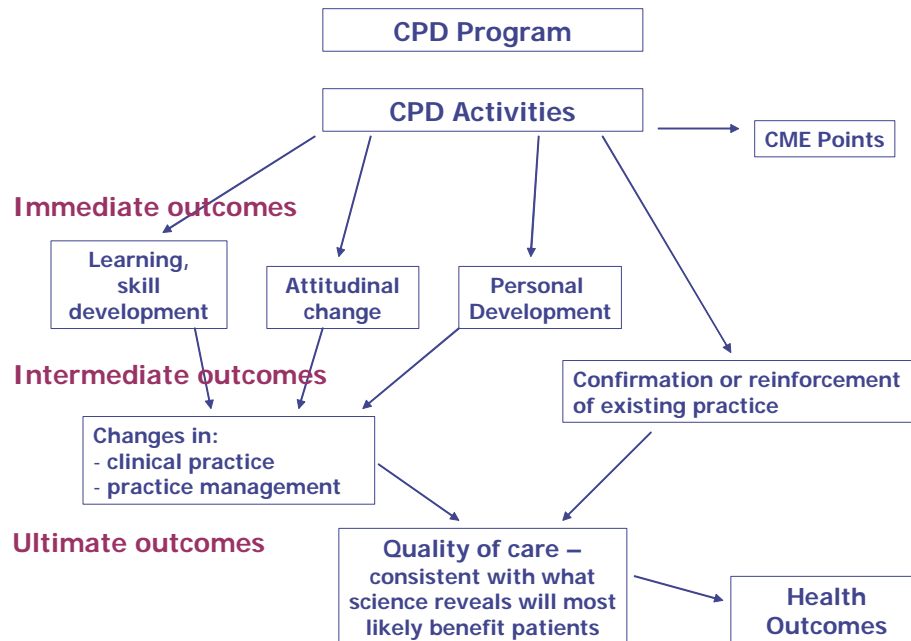 CPD Program
CPD Activities
CME Points
Immediate outcomes
Learning,
skill
development
Attitudinal
change
Personal
Development
Intermediate outcomes
Confirmation or reinforcement
of existing practice
Changes in:
- clinical practice
- practice management
Ultimate outcomes
Quality of care –
consistent with what
science reveals will most
likely benefit patients
Health
Outcomes